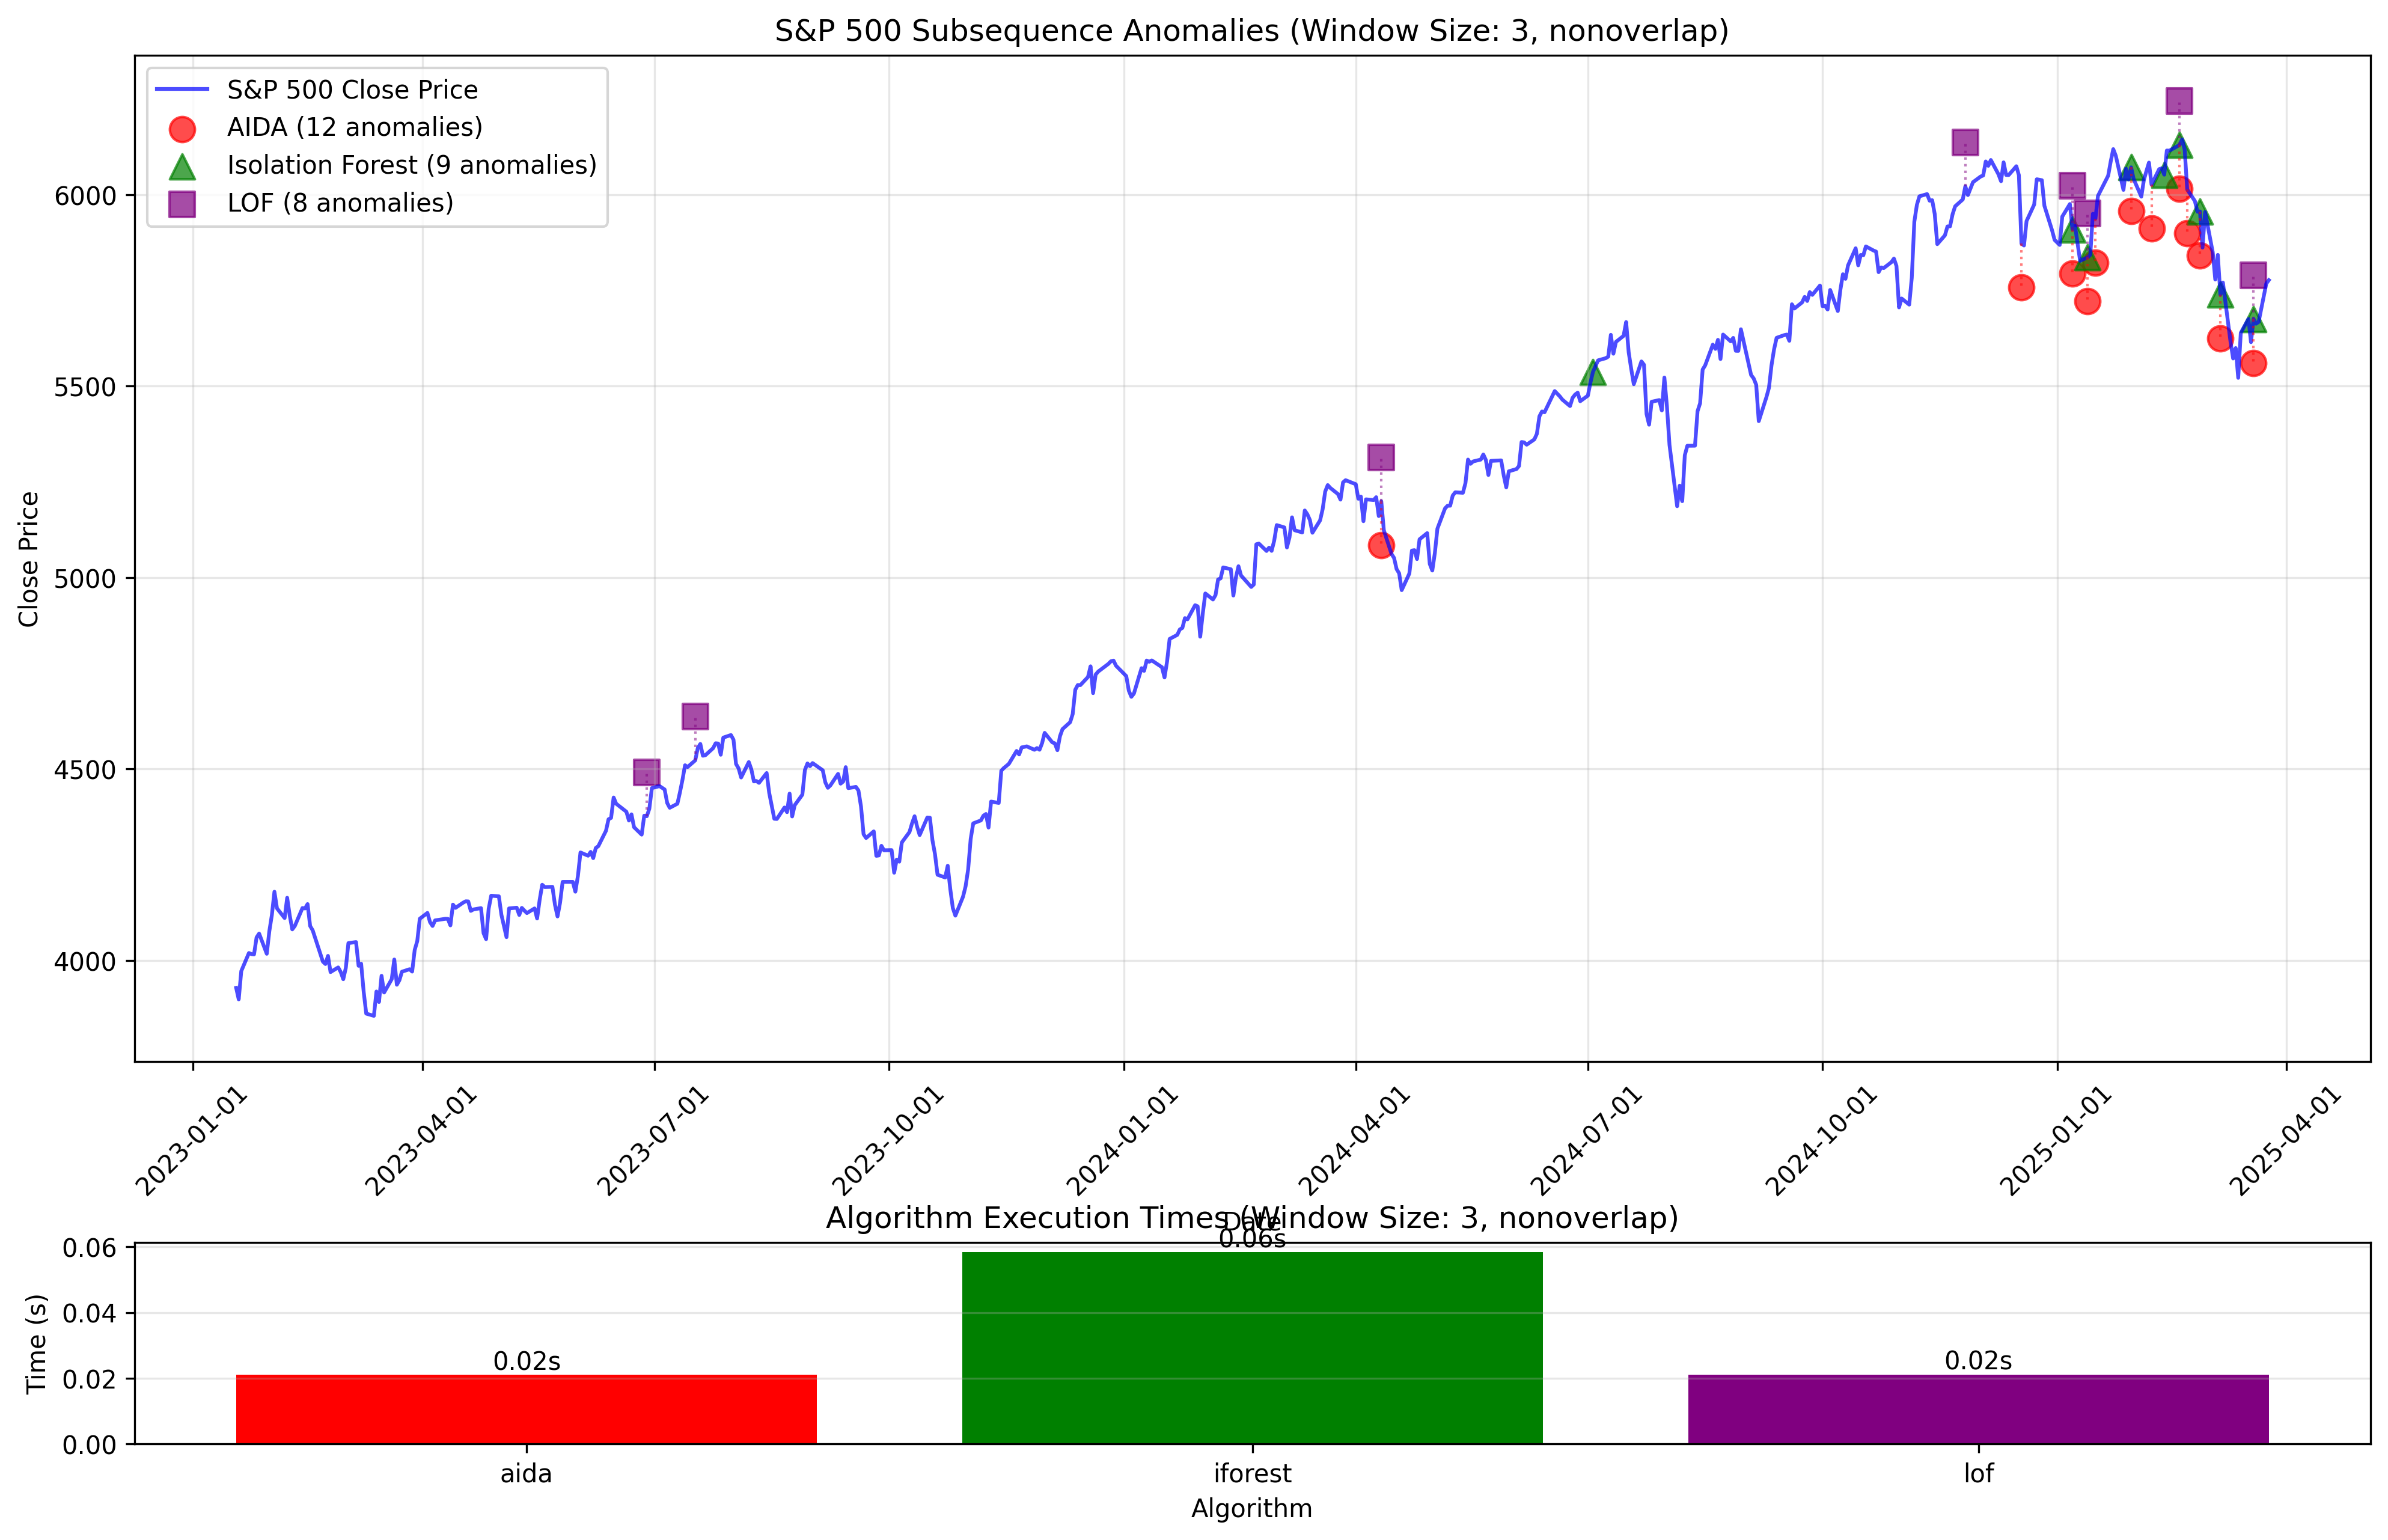 S&P 500 Subsequence Anomalies (Window Size: 3, nonoverlap)
S&P 500 Close Price
AIDA (12 anomalies)
Isolation Forest (9 anomalies)
LOF (8 anomalies)
Close Price
6000
5500
5000
4500
4000
2023-01-01
2023-04-01
2023-07-01
2023-10-01
2024-01-01
2024-04-01
2024-07-01
2024-10-01
2025-01-01
2025-04-01
Date
Algorithm Execution Times (Window Size: 3, nonoverlap)
Time (s)
0.06
0.04
0.02
0.00
0.02s
0.06s
0.02s
aida
iforest
lof
Algorithm